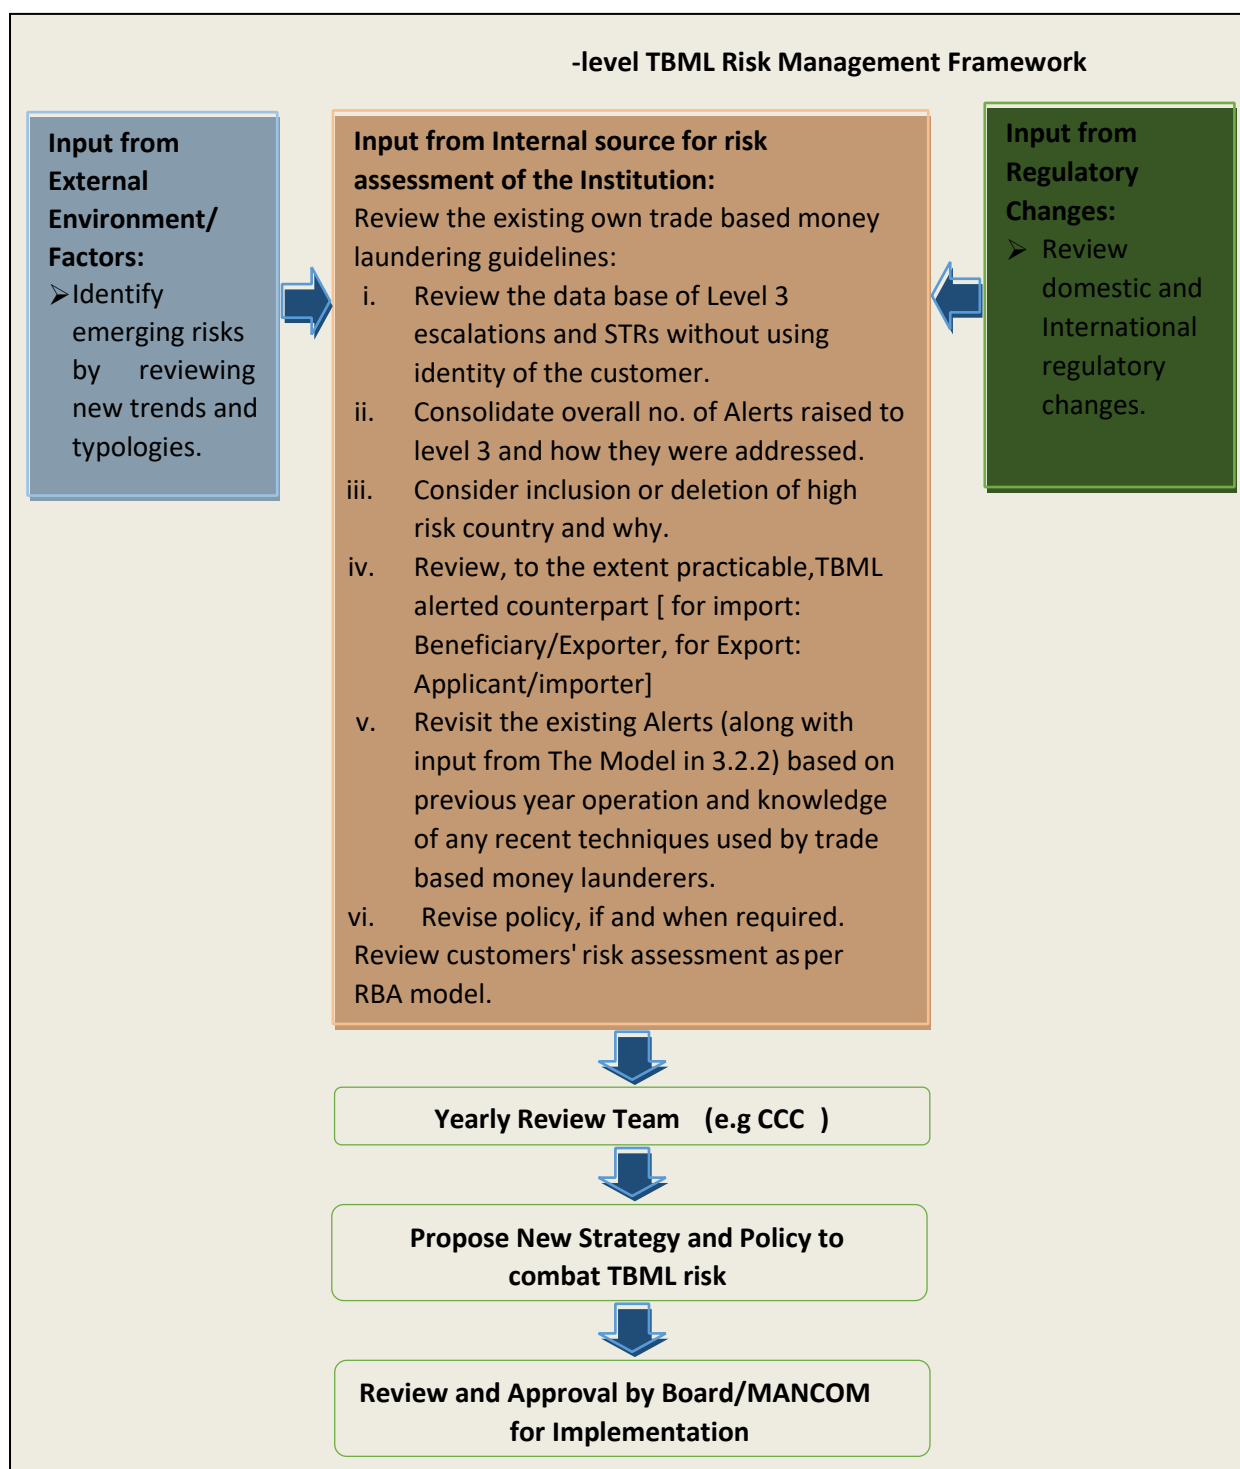 -level TBML Risk Management Framework
Input from
External
Environment/
Factors:
➢Identify
emerging risks
by reviewing
new trends and
typologies.
Input from Internal source for risk
assessment of the Institution:
Review the existing own trade based money
laundering guidelines:
i. Review the data base of Level 3
escalations and STRs without using
identity of the customer.
ii. Consolidate overall no. of Alerts raised to
level 3 and how they were addressed.
iii. Consider inclusion or deletion of high
risk country and why.
iv. Review, to the extent practicable,TBML
alerted counterpart [ for import:
Beneficiary/Exporter, for Export:
Applicant/importer]
v. Revisit the existing Alerts (along with
input from The Model in 3.2.2) based on
previous year operation and knowledge
of any recent techniques used by trade
based money launderers.
vi. Revise policy, if and when required.
Review customers' risk assessment as per
RBA model.
Input from
Regulatory
Changes:
➢ Review
domestic and
International
regulatory
changes.
Yearly Review Team (e.g CCC )
Propose New Strategy and Policy to
combat TBML risk
Review and Approval by Board/MANCOM
for Implementation